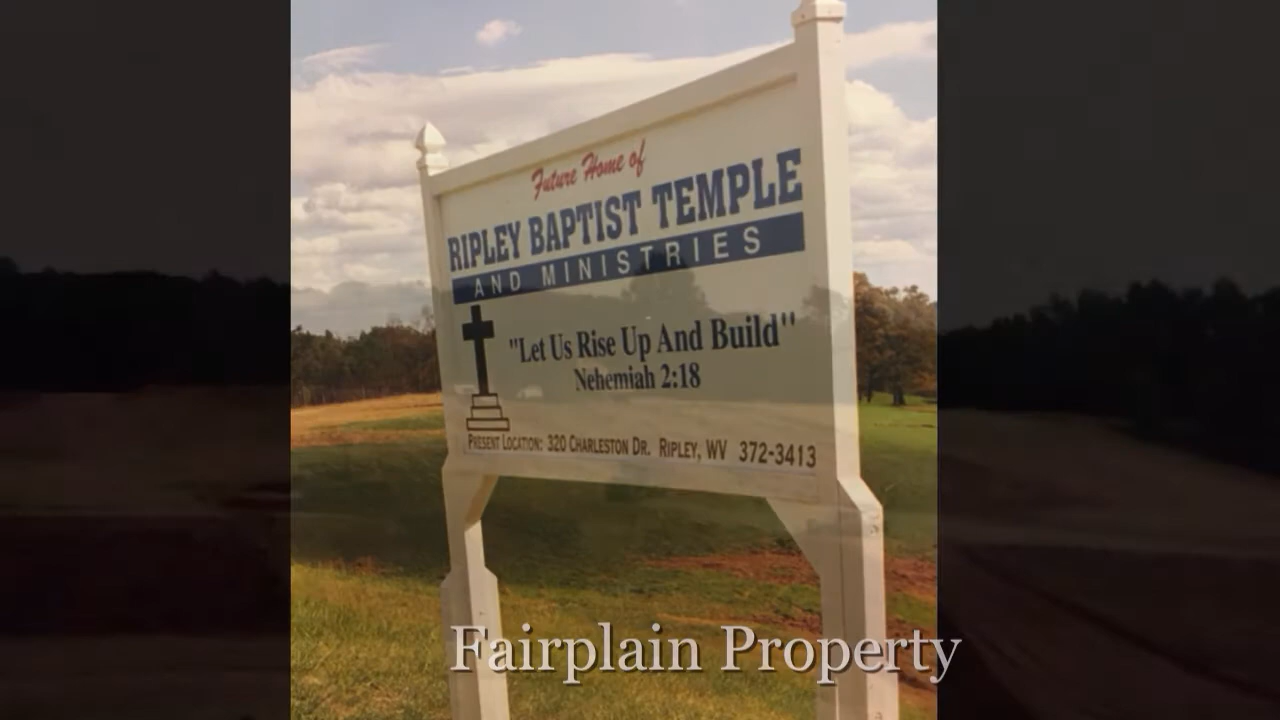 Future Home of
RIPLEY BAPTIST TEMPLE
AND MINISTRIES
"Let Us Rise Up And Build"
Nehemiah 2:18
PRESENT LOCATION: 320 CHARLESTON DR. RIPLEY, WV 372-3413
Fairplain Property